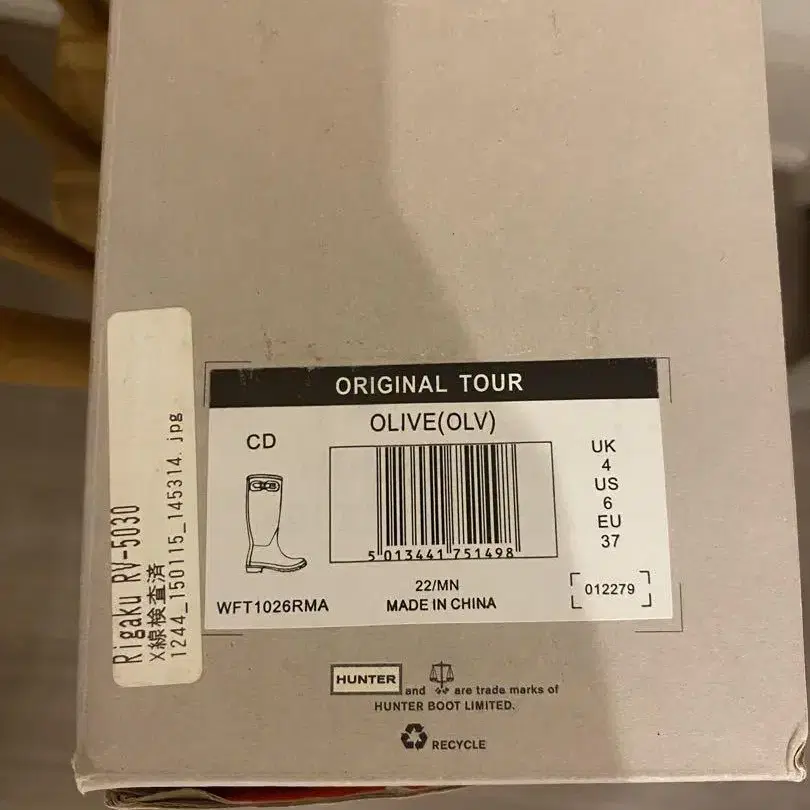 ORIGINAL TOUR
OLIVE(OLV)
CD
UK
4
US
6
EU
37
5 013441 751498
22/MN
WFT1026RMA
MADE IN CHINA
012279
Rigaku RV-5030
X線検査済
1244_150115_145314.jpg
HUNTER and are trade marks of
HUNTER BOOT LIMITED.
RECYCLE